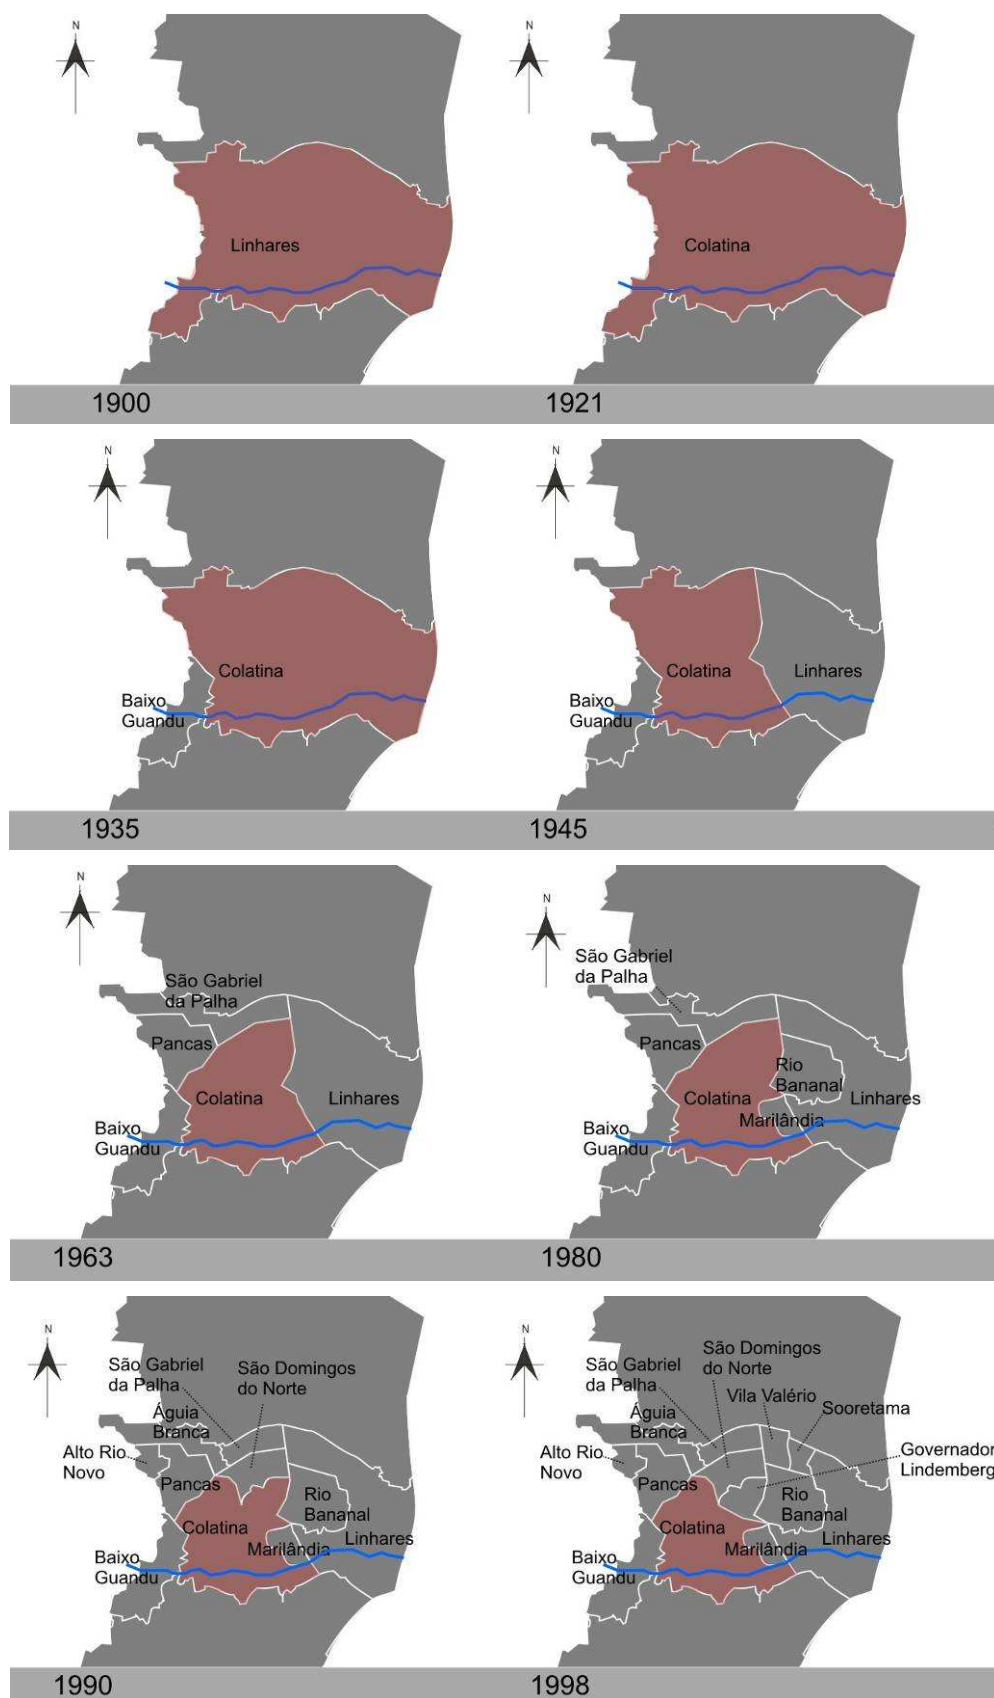 N
N
Linhares
Colatina
1900
1921
N
N
Colatina
Baixo
Guandu
Colatina
Linhares
Baixo
Guandu
1935
1945
N
N
São Gabriel
da Palha
Pancas
Colatina
Linhares
Baixo
Guandu
São Gabriel
da Palha
Pancas
Rio
Bananal
Colatina
Linhares
Marilândia
Baixo
Guandu
1963
1980
N
N
São Gabriel
da Palha
São Domingos
do Norte
Águia
Branca
Alto Rio
Novo
Pancas
Rio
Bananal
Colatina
Linhares
Marilândia
Baixo
Guandu
São Domingos
do Norte
São Gabriel
da Palha
Vila Valério
Sooretama
Águia
Branca
Alto Rio
Novo
Governador
Lindemberg
Pancas
Rio
Bananal
Colatina
Linhares
Marilândia
Baixo
Guandu
1990
1998